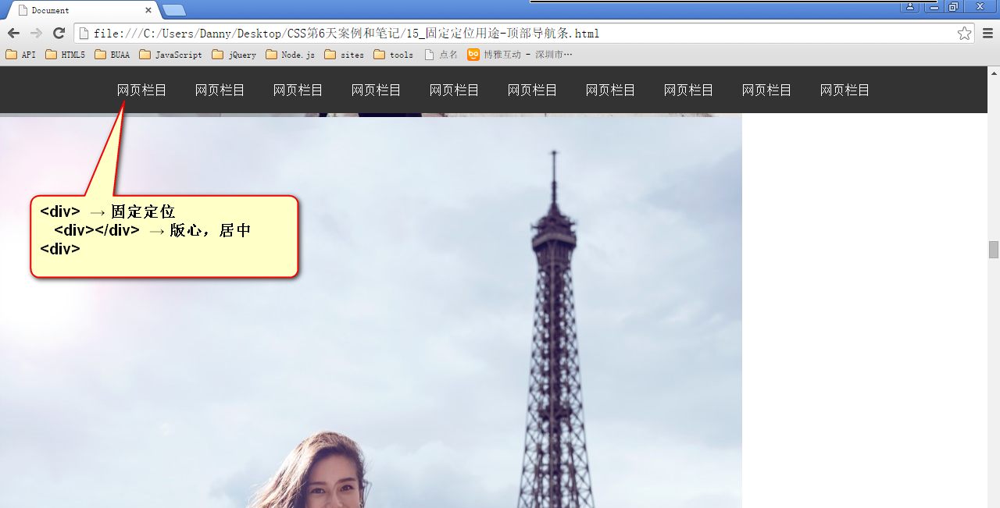 Document
file:///C:/Users/Danny/Desktop/CSS第6天案例和笔记/15_固定定位用途-顶部导航条.html
API HTML5 BUAA JavaScript jQuery Node.js sites tools 点名 博雅互动 - 深圳市…
网页栏目 网页栏目 网页栏目 网页栏目 网页栏目 网页栏目 网页栏目 网页栏目 网页栏目 网页栏目
<div> → 固定定位
<div></div> → 版心，居中
<div>